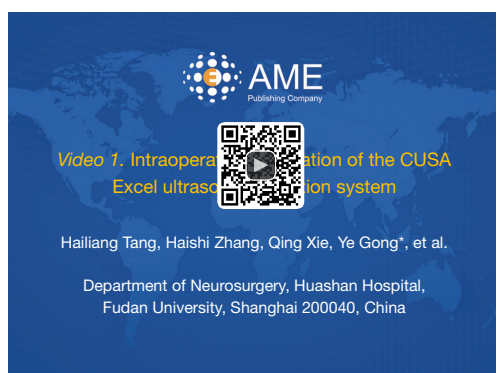 AME
Publishing Company
Video 1. Intraoperat ation of the CUSA
Excel ultraso tion system
Hailiang Tang, Haishi Zhang, Qing Xie, Ye Gong*, et al.
Department of Neurosurgery, Huashan Hospital,
Fudan University, Shanghai 200040, China